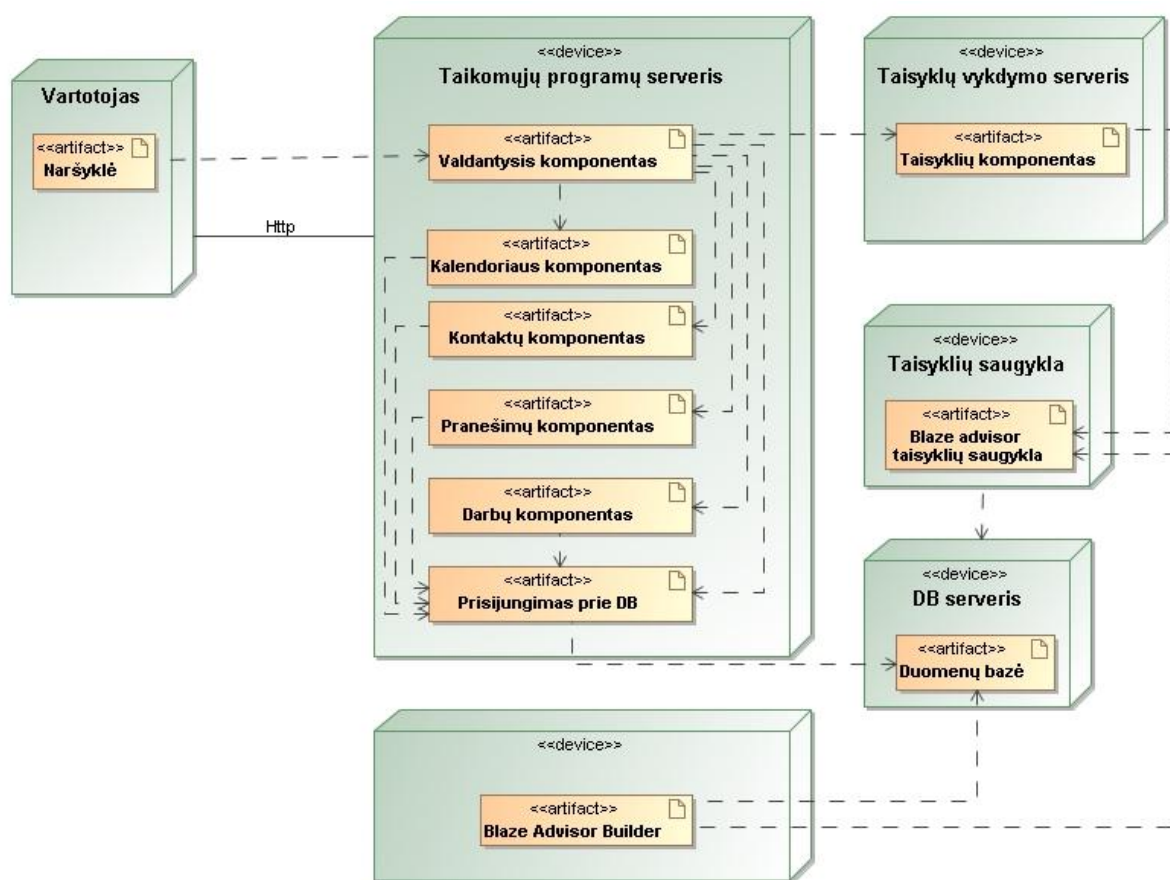 Vartotojas
<<artifact>>
Naršyklė
Http
<<device>>
Taikomųjų programų serveris
<<artifact>>
Valdantysis komponentas
<<artifact>>
Kalendoriaus komponentas
<<artifact>>
Kontaktų komponentas
<<artifact>>
Pranešimų komponentas
<<artifact>>
Darbų komponentas
<<artifact>>
Prisijungimas prie DB
<<device>>
Taisyklų vykdymo serveris
<<artifact>>
Taisyklių komponentas
<<device>>
Taisyklių saugykla
<<artifact>>
Blaze advisor
taisyklių saugykla
<<device>>
DB serveris
<<artifact>>
Duomenų bazė
<<device>>
<<artifact>>
Blaze Advisor Builder